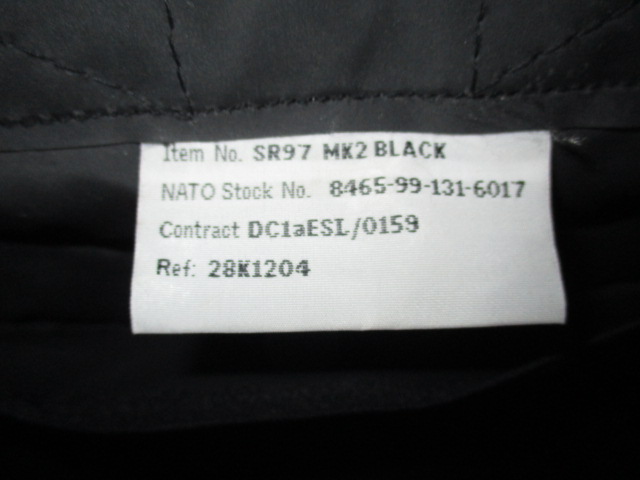 Item No. SR97 MK2 BLACK
NATO Stock No. 8465-99-131-6017
Contract DC1aESL/0159
Ref: 28K1204